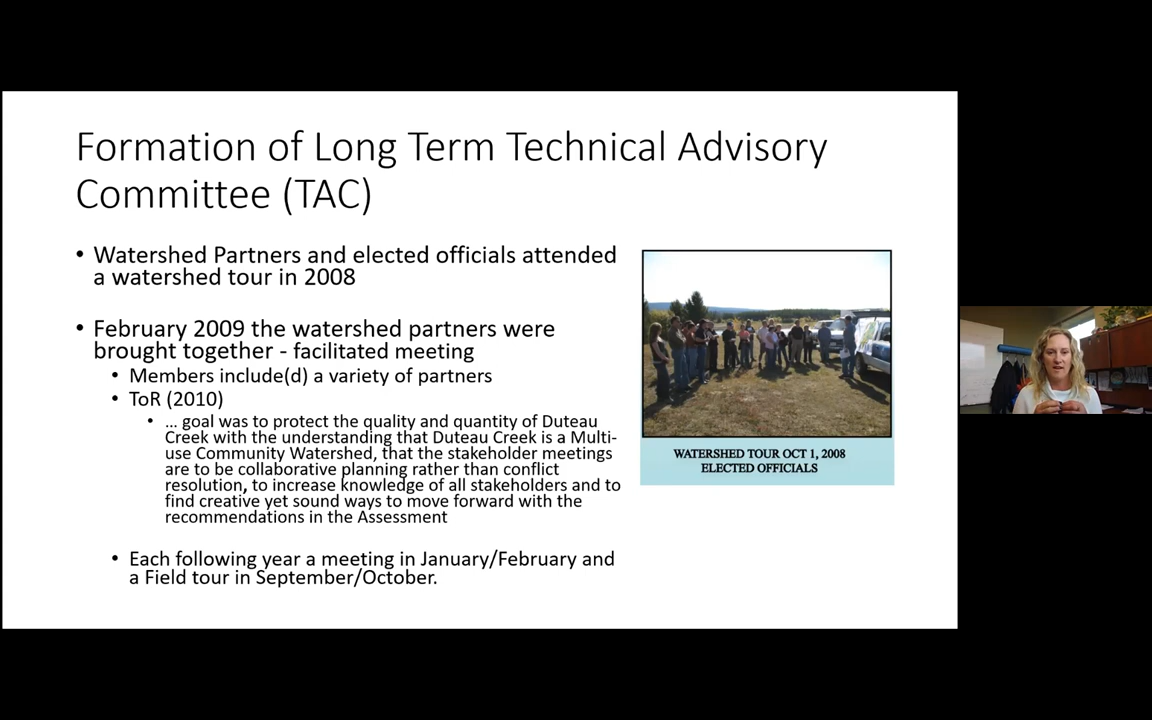 Formation of Long Term Technical Advisory
Committee (TAC)
• Watershed Partners and elected officials attended
a watershed tour in 2008
• February 2009 the watershed partners were
brought together - facilitated meeting
• Members include(d) a variety of partners
• ToR (2010)
• … goal was to protect the quality and quantity of Duteau
Creek with the understanding that Duteau Creek is a Multi-
use Community Watershed, that the stakeholder meetings
are to be collaborative planning rather than conflict
resolution, to increase knowledge of all stakeholders and to
find creative yet sound ways to move forward with the
recommendations in the Assessment
• Each following year a meeting in January/February and
a Field tour in September/October.
WATERSHED TOUR OCT 1, 2008
ELECTED OFFICIALS